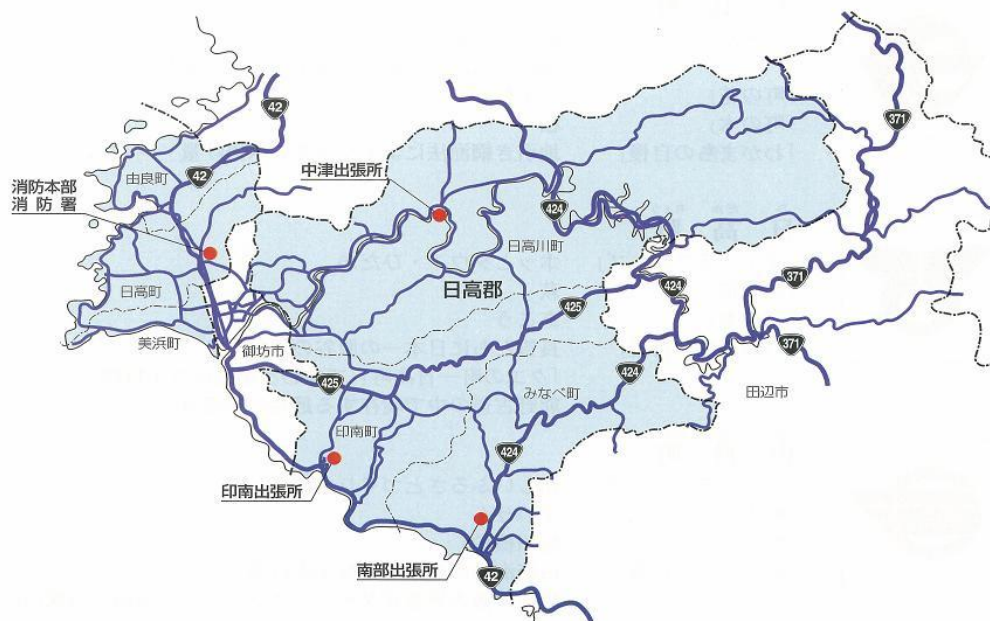 42
371
由良町
42
消防本部
消防署
中津出張所
424
日高川町
日高町
日高郡
425
424
371
美浜町
御坊市
371
425
424
みなべ町
田辺市
印南町
424
印南出張所
南部出張所
42